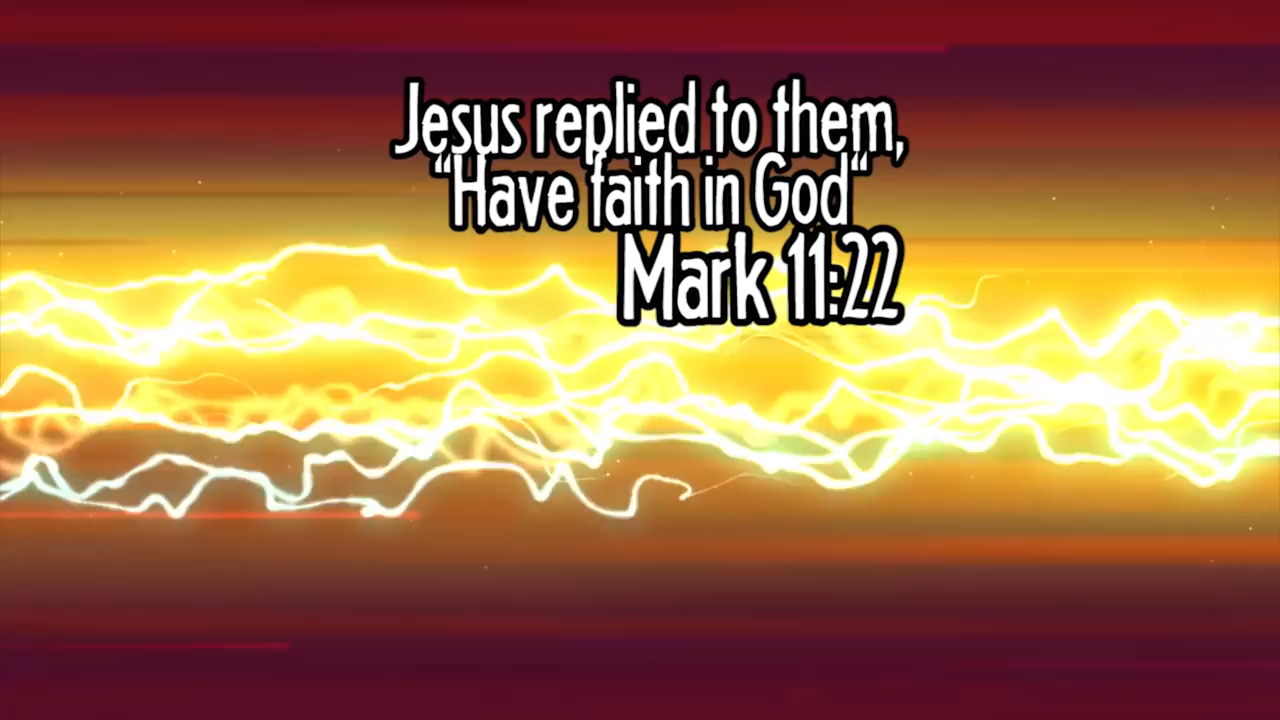 Jesus replied to them,
“Have faith in God“
Mark 11:22